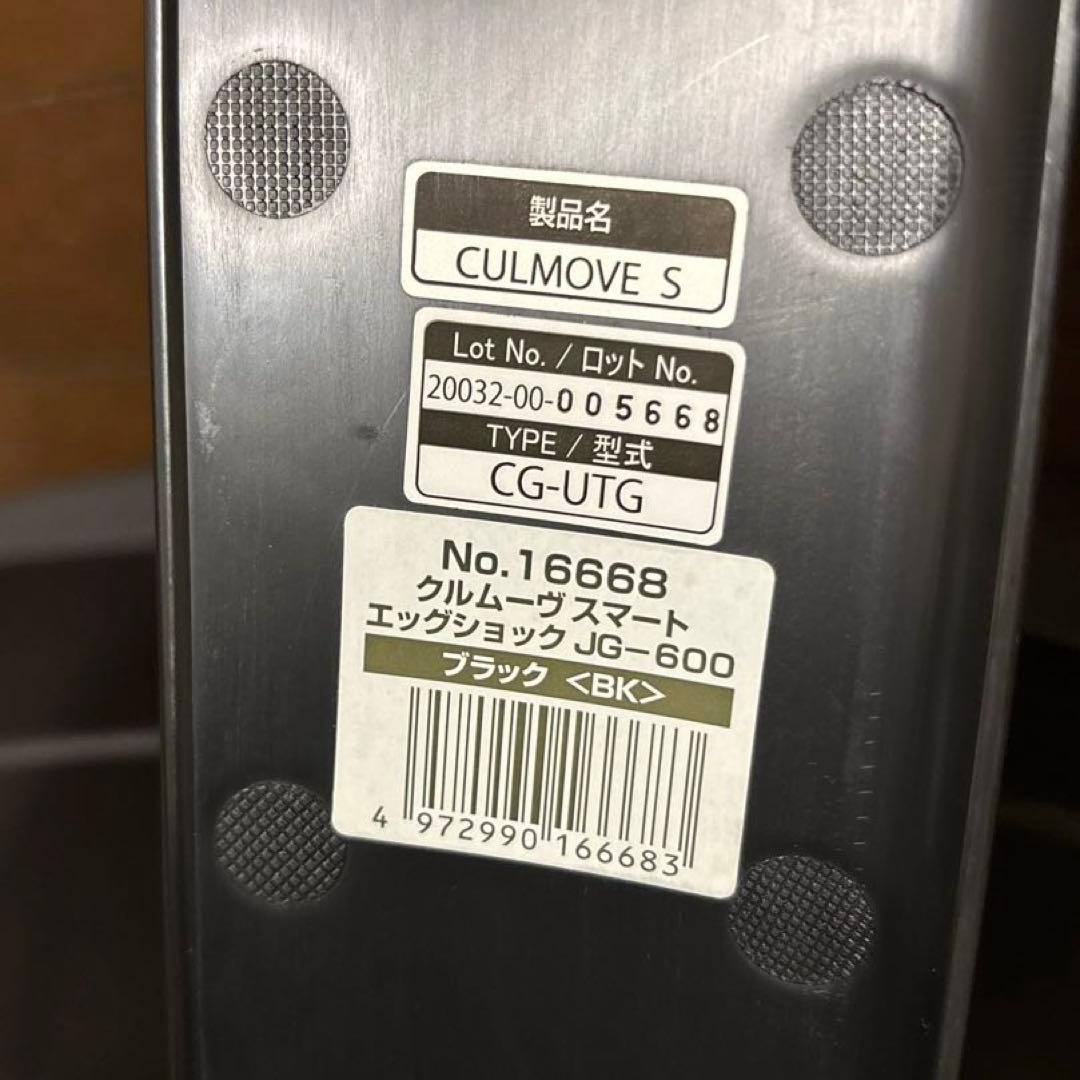 製品名
CULMOVE S
Lot No. / ロット No.
20032-00-005668
TYPE / 型式
CG-UTG
No.16668
クルムーヴ スマート
エッグショック JG-600
ブラック <BK>
4 972990 166683